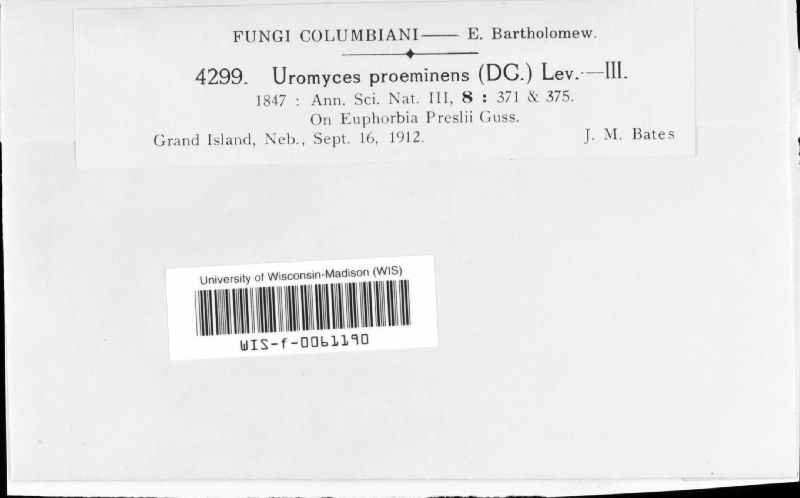 FUNGI COLUMBIANI—— E. Bartholomew.
4299. Uromyces proeminens (DC.) Lev.—III.
1847 : Ann. Sci. Nat. III, 8 : 371 & 375.
On Euphorbia Preslii Guss.
Grand Island, Neb., Sept. 16, 1912. J. M. Bates
University of Wisconsin-Madison (WIS)
WIS-f-0061190